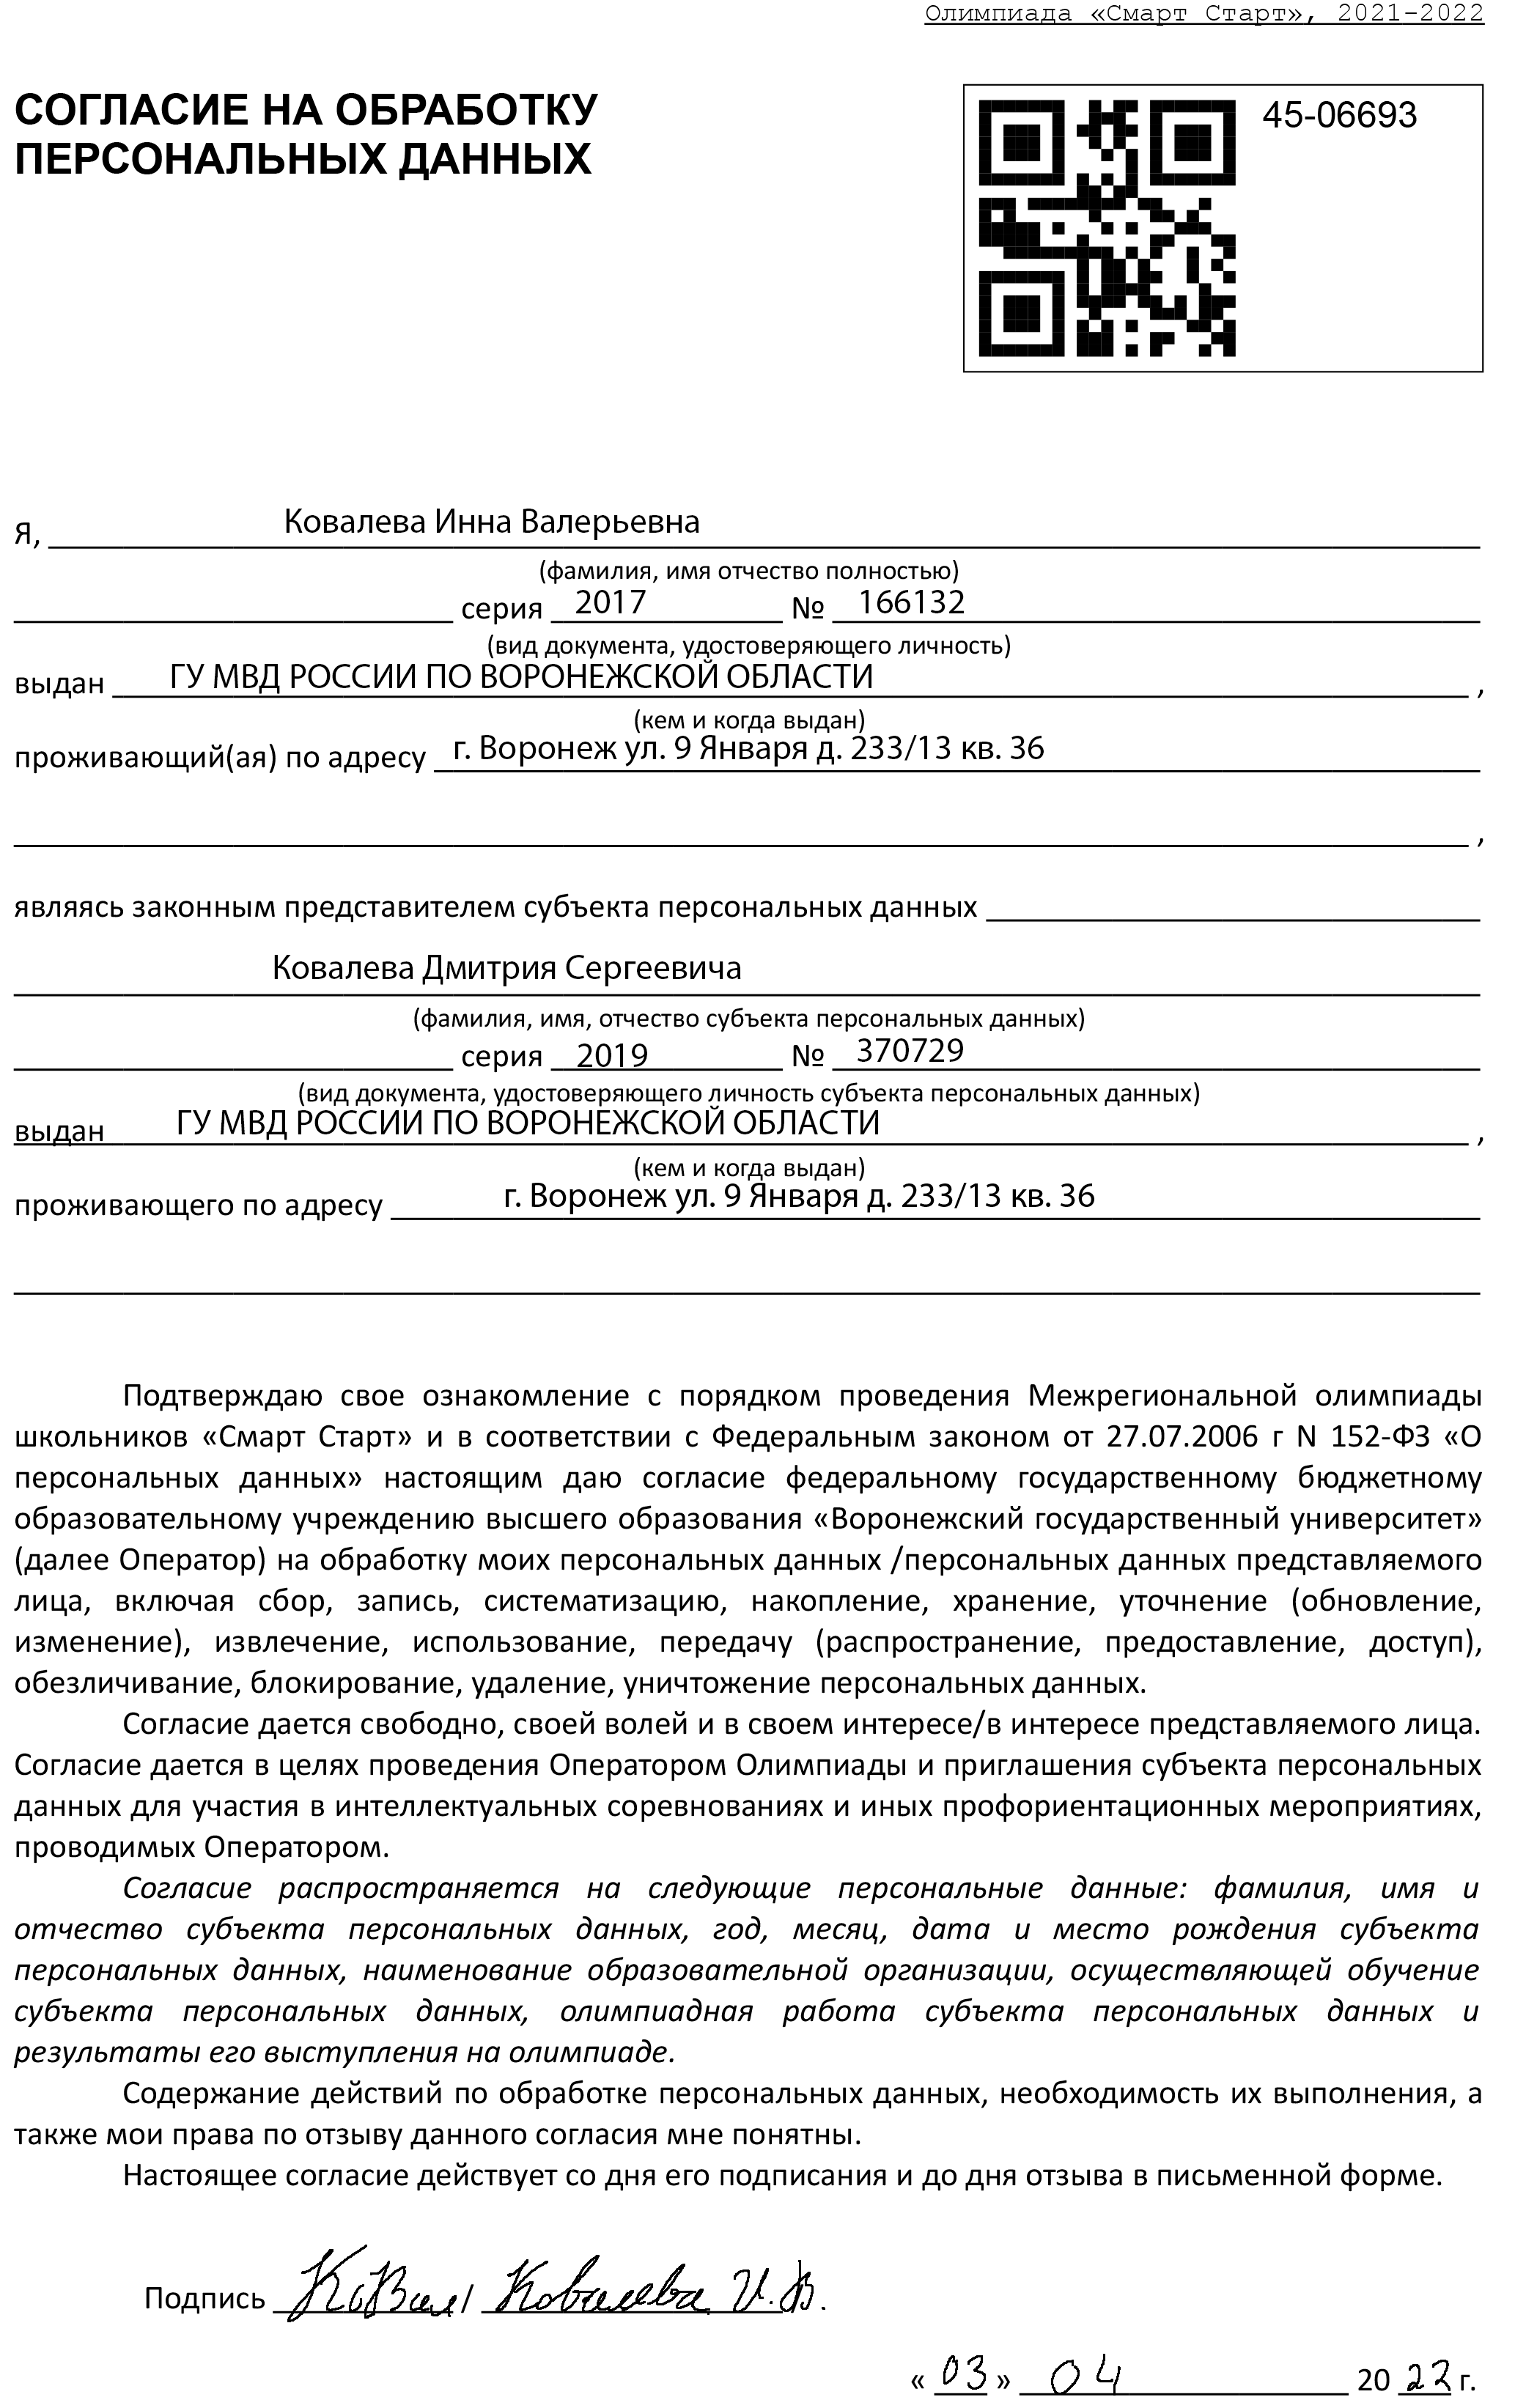 Олимпиада «Смарт Старт», 2021-2022
СОГЛАСИЕ НА ОБРАБОТКУ
ПЕРСОНАЛЬНЫХ ДАННЫХ
45-06693
Я, Ковалева Инна Валерьевна
(фамилия, имя отчество полностью)
серия 2017 № 166132
(вид документа, удостоверяющего личность)
выдан ГУ МВД РОССИИ ПО ВОРОНЕЖСКОЙ ОБЛАСТИ ,
(кем и когда выдан)
проживающий(ая) по адресу г. Воронеж ул. 9 Января д. 233/13 кв. 36
,
являясь законным представителем субъекта персональных данных
Ковалева Дмитрия Сергеевича
(фамилия, имя, отчество субъекта персональных данных)
серия 2019 № 370729
(вид документа, удостоверяющего личность субъекта персональных данных)
выдан ГУ МВД РОССИИ ПО ВОРОНЕЖСКОЙ ОБЛАСТИ ,
(кем и когда выдан)
проживающего по адресу г. Воронеж ул. 9 Января д. 233/13 кв. 36
Подтверждаю свое ознакомление с порядком проведения Межрегиональной олимпиады
школьников «Смарт Старт» и в соответствии с Федеральным законом от 27.07.2006 г N 152-ФЗ «О
персональных данных» настоящим даю согласие федеральному государственному бюджетному
образовательному учреждению высшего образования «Воронежский государственный университет»
(далее Оператор) на обработку моих персональных данных /персональных данных представляемого
лица, включая сбор, запись, систематизацию, накопление, хранение, уточнение (обновление,
изменение), извлечение, использование, передачу (распространение, предоставление, доступ),
обезличивание, блокирование, удаление, уничтожение персональных данных.
Согласие дается свободно, своей волей и в своем интересе/в интересе представляемого лица.
Согласие дается в целях проведения Оператором Олимпиады и приглашения субъекта персональных
данных для участия в интеллектуальных соревнованиях и иных профориентационных мероприятиях,
проводимых Оператором.
Согласие распространяется на следующие персональные данные: фамилия, имя и
отчество субъекта персональных данных, год, месяц, дата и место рождения субъекта
персональных данных, наименование образовательной организации, осуществляющей обучение
субъекта персональных данных, олимпиадная работа субъекта персональных данных и
результаты его выступления на олимпиаде.
Содержание действий по обработке персональных данных, необходимость их выполнения, а
также мои права по отзыву данного согласия мне понятны.
Настоящее согласие действует со дня его подписания и до дня отзыва в письменной форме.
Подпись / Ковалева И.В.
« 03 » 04 20 22 г.